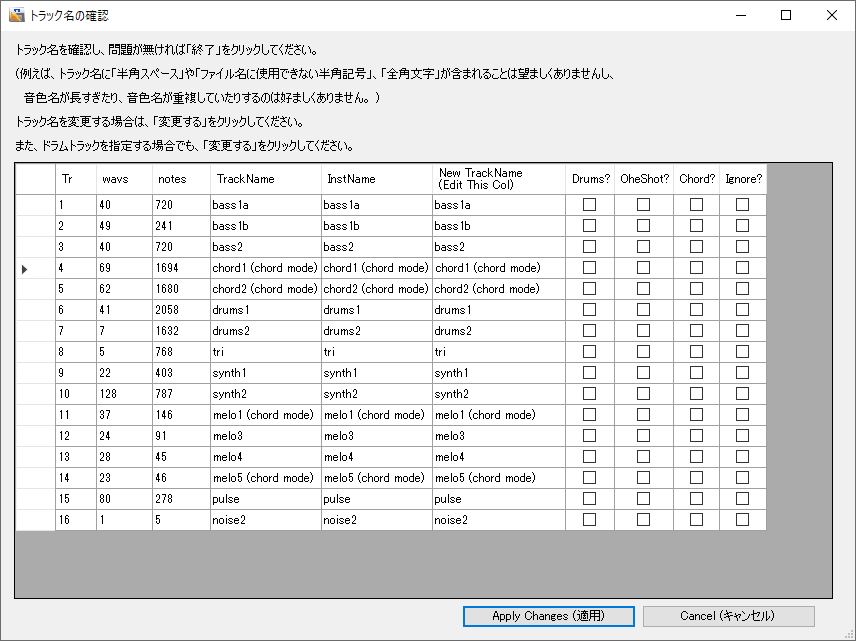 トラック名の確認
トラック名を確認し、問題が無ければ「終了」をクリックしてください。
(例えば、トラック名に「半角スペース」や「ファイル名に使用できない半角記号」、「全角文字」が含まれることは望ましくありませんし、
音色名が長すぎたり、音色名が重複していたりするのは好ましくありません。)
トラック名を変更する場合は、「変更する」をクリックしてください。
また、ドラムトラックを指定する場合でも、「変更する」をクリックしてください。
Tr wavs notes TrackName InstName New TrackName (Edit This Col) Drums? OheShot? Chord? Ignore?
1 40 720 bass1a bass1a bass1a
2 49 241 bass1b bass1b bass1b
3 40 720 bass2 bass2 bass2
4 69 1694 chord1 (chord mode) chord1 (chord mode) chord1 (chord mode)
5 62 1680 chord2 (chord mode) chord2 (chord mode) chord2 (chord mode)
6 41 2058 drums1 drums1 drums1
7 7 1632 drums2 drums2 drums2
8 5 768 tri tri tri
9 22 403 synth1 synth1 synth1
10 128 787 synth2 synth2 synth2
11 37 146 melo1 (chord mode) melo1 (chord mode) melo1 (chord mode)
12 24 91 melo3 melo3 melo3
13 28 45 melo4 melo4 melo4
14 23 46 melo5 (chord mode) melo5 (chord mode) melo5 (chord mode)
15 80 278 pulse pulse pulse
16 1 5 noise2 noise2 noise2
Apply Changes (適用) Cancel (キャンセル)